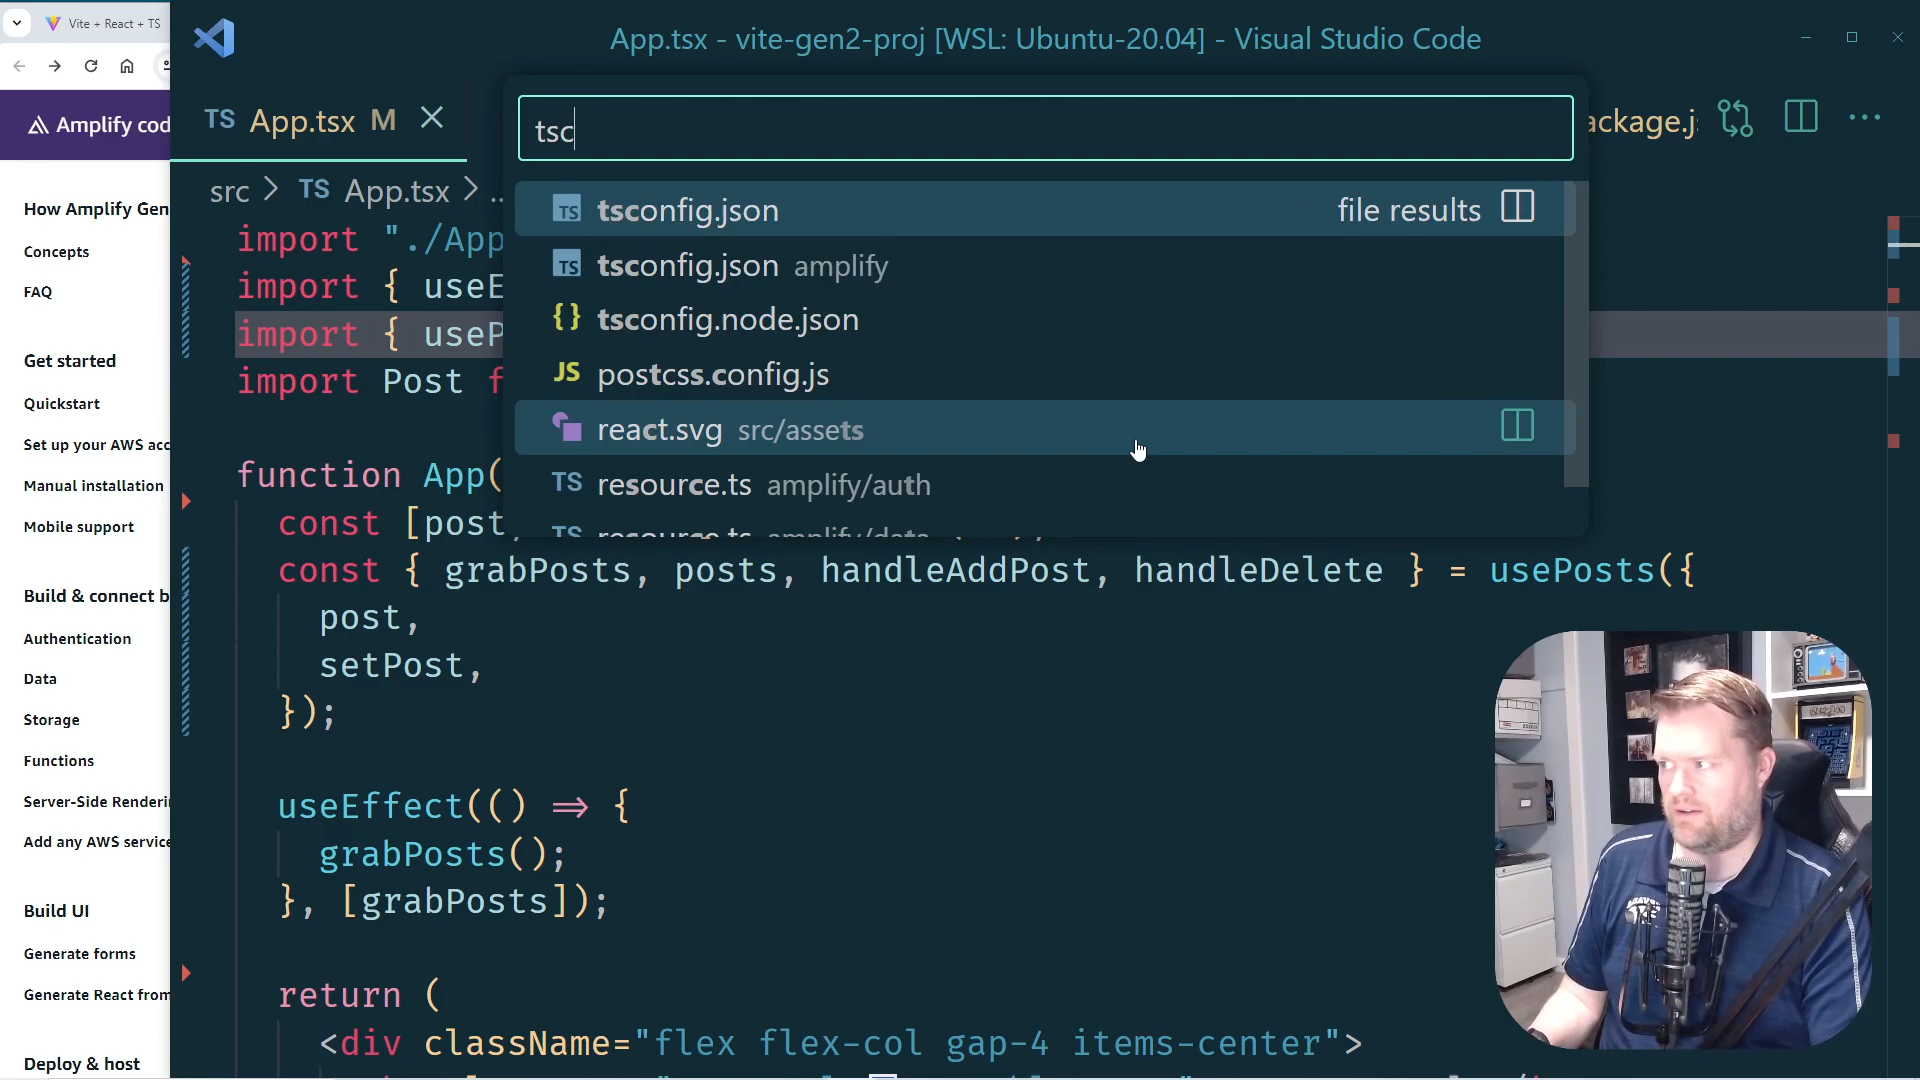 Vite + React + TS
App.tsx - vite-gen2-proj [WSL: Ubuntu-20.04] - Visual Studio Code
Amplify cod
TS App.tsx M
ackage.j
tsc
src > TS App.tsx > ..
tsconfig.json file results
tsconfig.json amplify
tsconfig.node.json
postcss.config.js
react.svg src/assets
resource.ts amplify/auth
resource.ts amplify/data
How Amplify Gen
Concepts
FAQ
Get started
Quickstart
Set up your AWS acc
Manual installation
Mobile support
Build & connect b
Authentication
Data
Storage
Functions
Server-Side Renderin
Add any AWS service
Build UI
Generate forms
Generate React from
Deploy & host
import "./App
import { useE
import { useP
import Post f
function App(
const [post,
const { grabPosts, posts, handleAddPost, handleDelete } = usePosts({
post,
setPost,
});
useEffect(() => {
grabPosts();
}, [grabPosts]);
return (
<div className="flex flex-col gap-4 items-center">